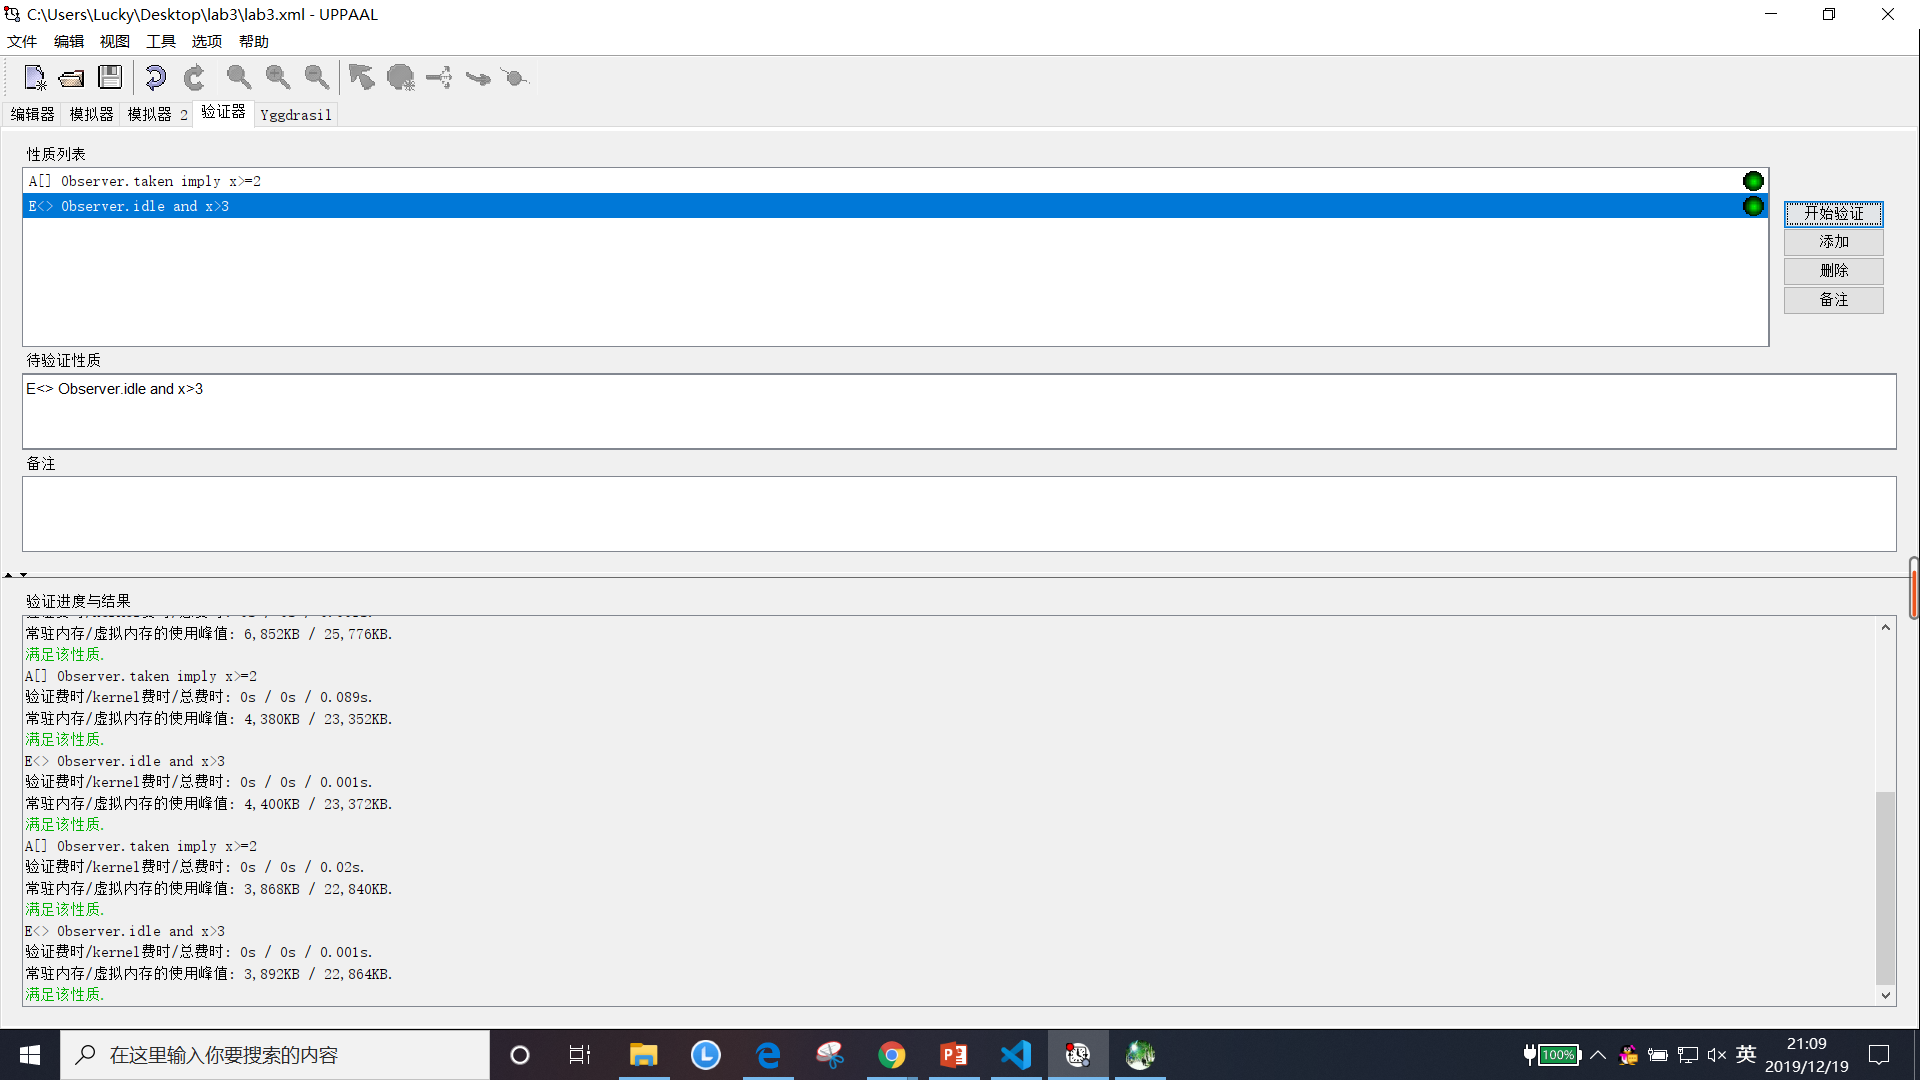 C:\Users\Lucky\Desktop\lab3\lab3.xml - UPPAAL
文件 编辑 视图 工具 选项 帮助
编辑器 模拟器 模拟器 2 验证器 Yggdrasil
性质列表
A[] Observer.taken imply x>=2
E<> Observer.idle and x>3
开始验证
添加
删除
备注
待验证性质
E<> Observer.idle and x>3
备注
验证进度与结果
常驻内存/虚拟内存的使用峰值: 6,852KB / 25,776KB.
满足该性质.
A[] Observer.taken imply x>=2
验证费时/kernel费时/总费时: 0s / 0s / 0.089s.
常驻内存/虚拟内存的使用峰值: 4,380KB / 23,352KB.
满足该性质.
E<> Observer.idle and x>3
验证费时/kernel费时/总费时: 0s / 0s / 0.001s.
常驻内存/虚拟内存的使用峰值: 4,400KB / 23,372KB.
满足该性质.
A[] Observer.taken imply x>=2
验证费时/kernel费时/总费时: 0s / 0s / 0.02s.
常驻内存/虚拟内存的使用峰值: 3,868KB / 22,840KB.
满足该性质.
E<> Observer.idle and x>3
验证费时/kernel费时/总费时: 0s / 0s / 0.001s.
常驻内存/虚拟内存的使用峰值: 3,892KB / 22,864KB.
满足该性质.
在这里输入你要搜索的内容
100%
英
21:09
2019/12/19